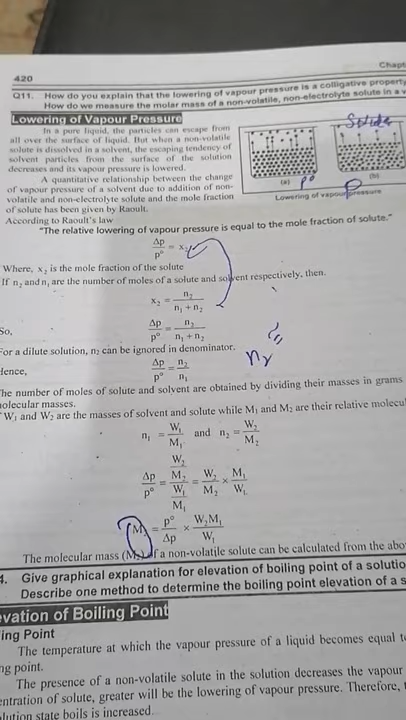 420
Chapt
Q11. How do you explain that the lowering of vapour pressure is a colligative property
How do we measure the molar mass of a non-volatile, non-electrolyte solute in a v
Lowering of Vapour Pressure
In a pure liquid, the particles can escape from
all over the surface of liquid. But when a non-volatile
solute is dissolved in a solvent, the escaping tendency of
solvent particles from the surface of the solution
decreases and its vapour pressure is lowered.
A quantitative relationship between the change
of vapour pressure of a solvent due to addition of non-
volatile and non-electrolyte solute and the mole fraction
of solute has been given by Raoult.
Solute
(a) p°
(b)
Lowering of vapour pressure
p
According to Raoult's law
"The relative lowering of vapour pressure is equal to the mole fraction of solute."
Δp/p° = x₂
Where, x₂ is the mole fraction of the solute
If n₂ and n₁ are the number of moles of a solute and solvent respectively, then.
x₂ = n₂/(n₁ + n₂)
So,
Δp/p° = n₂/(n₁ + n₂)
For a dilute solution, n₂ can be ignored in denominator.
Hence,
Δp/p° = n₂/n₁
The number of moles of solute and solvent are obtained by dividing their masses in grams
molecular masses.
W₁ and W₂ are the masses of solvent and solute while M₁ and M₂ are their relative molecul
n₁ = W₁/M₁ and n₂ = W₂/M₂
Δp/p° = (W₂/M₂)/(W₁/M₁) = W₂/M₂ × M₁/W₁
= p°/Δp × W₂M₁/W₁
The molecular mass (M₂) of a non-volatile solute can be calculated from the abo
4. Give graphical explanation for elevation of boiling point of a solutio
Describe one method to determine the boiling point elevation of a s
evation of Boiling Point
ing Point
The temperature at which the vapour pressure of a liquid becomes equal t
ng point.
The presence of a non-volatile solute in the solution decreases the vapour
entration of solute, greater will be the lowering of vapour pressure. Therefore,
lution state boils is increased.